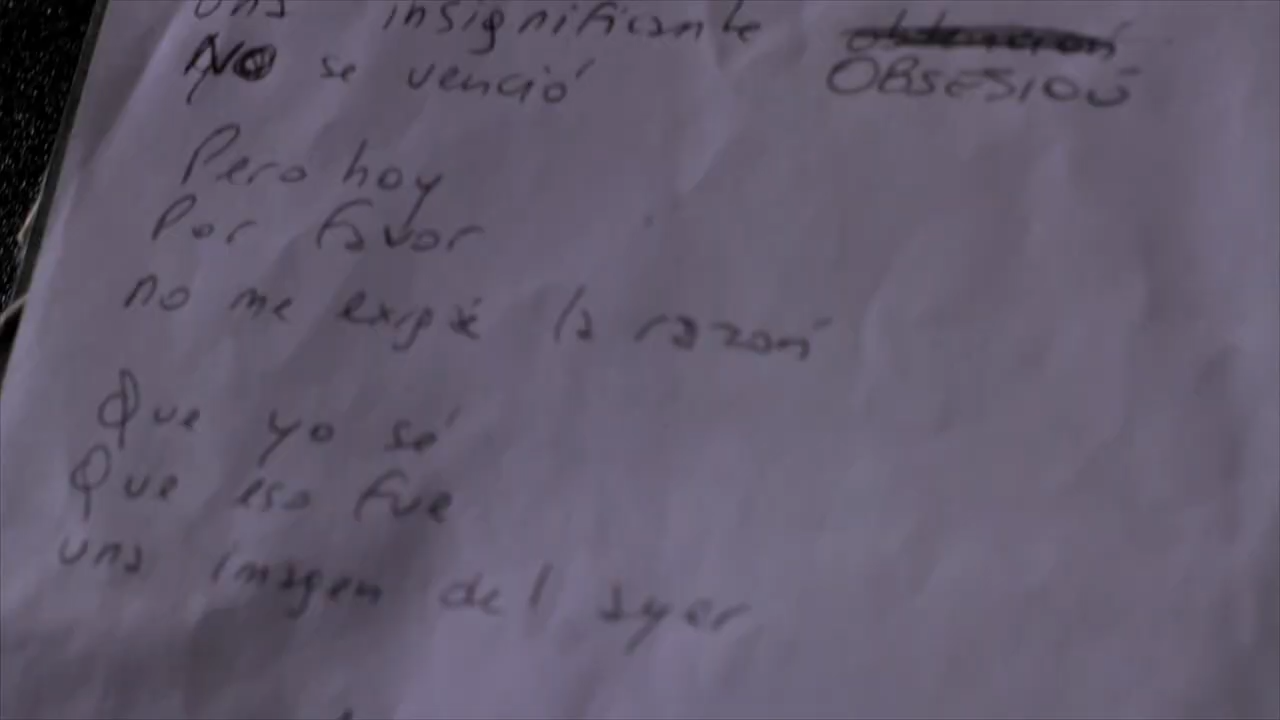 una insignificante
OBSESIÓN
No se venció
Pero hoy
Por favor
no me exiga la razón
Que yo sé
Que eso fue
una imagen del ayer